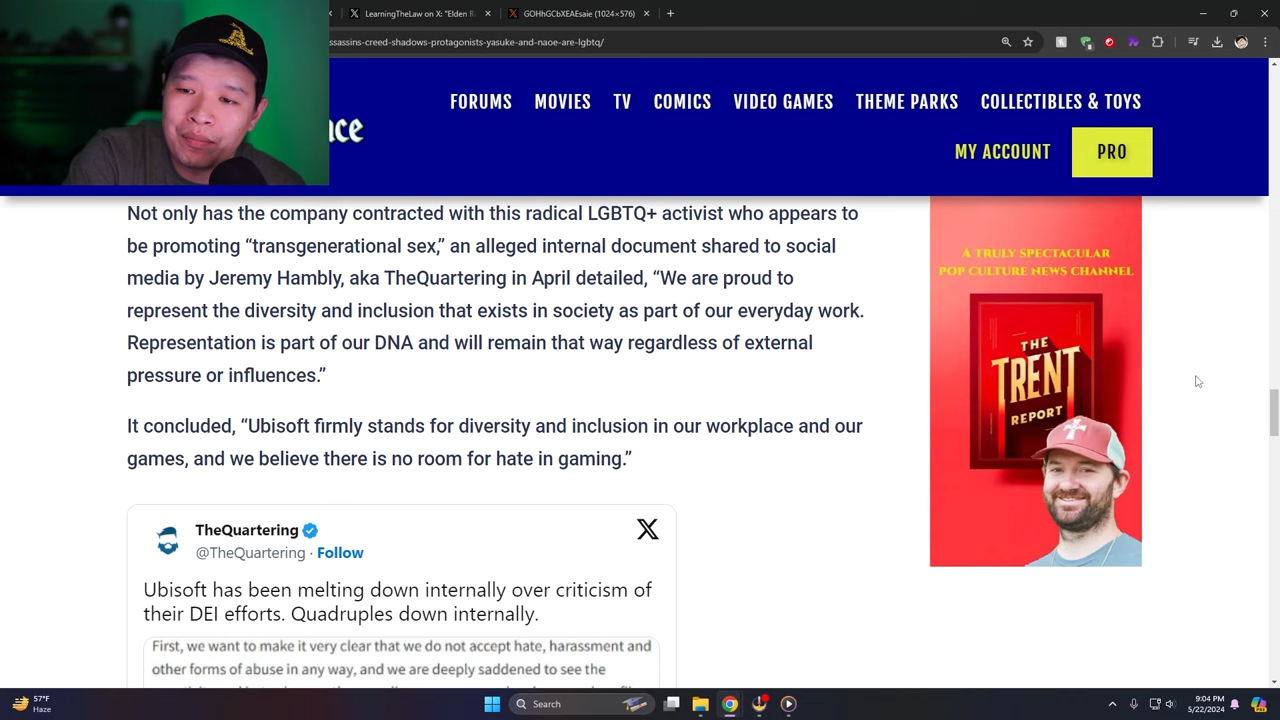 LearningTheLaw on X: "Elden R
GOHhGCbXEAEsaie (1024×576)
assassins-creed-shadows-protagonists-yasuke-and-naoe-are-lgbtq/
FORUMS MOVIES TV COMICS VIDEO GAMES THEME PARKS COLLECTIBLES & TOYS
MY ACCOUNT PRO
Not only has the company contracted with this radical LGBTQ+ activist who appears to
be promoting “transgenerational sex,” an alleged internal document shared to social
media by Jeremy Hambly, aka TheQuartering in April detailed, “We are proud to
represent the diversity and inclusion that exists in society as part of our everyday work.
Representation is part of our DNA and will remain that way regardless of external
pressure or influences.”
It concluded, “Ubisoft firmly stands for diversity and inclusion in our workplace and our
games, and we believe there is no room for hate in gaming.”
TheQuartering
@TheQuartering · Follow
Ubisoft has been melting down internally over criticism of
their DEI efforts. Quadruples down internally.
First, we want to make it very clear that we do not accept hate, harassment and
other forms of abuse in any way, and we are deeply saddened to see the
A TRULY SPECTACULAR
POP CULTURE NEWS CHANNEL
THE
TRENT
REPORT
57°F
Haze
Search
9:04 PM
5/22/2024